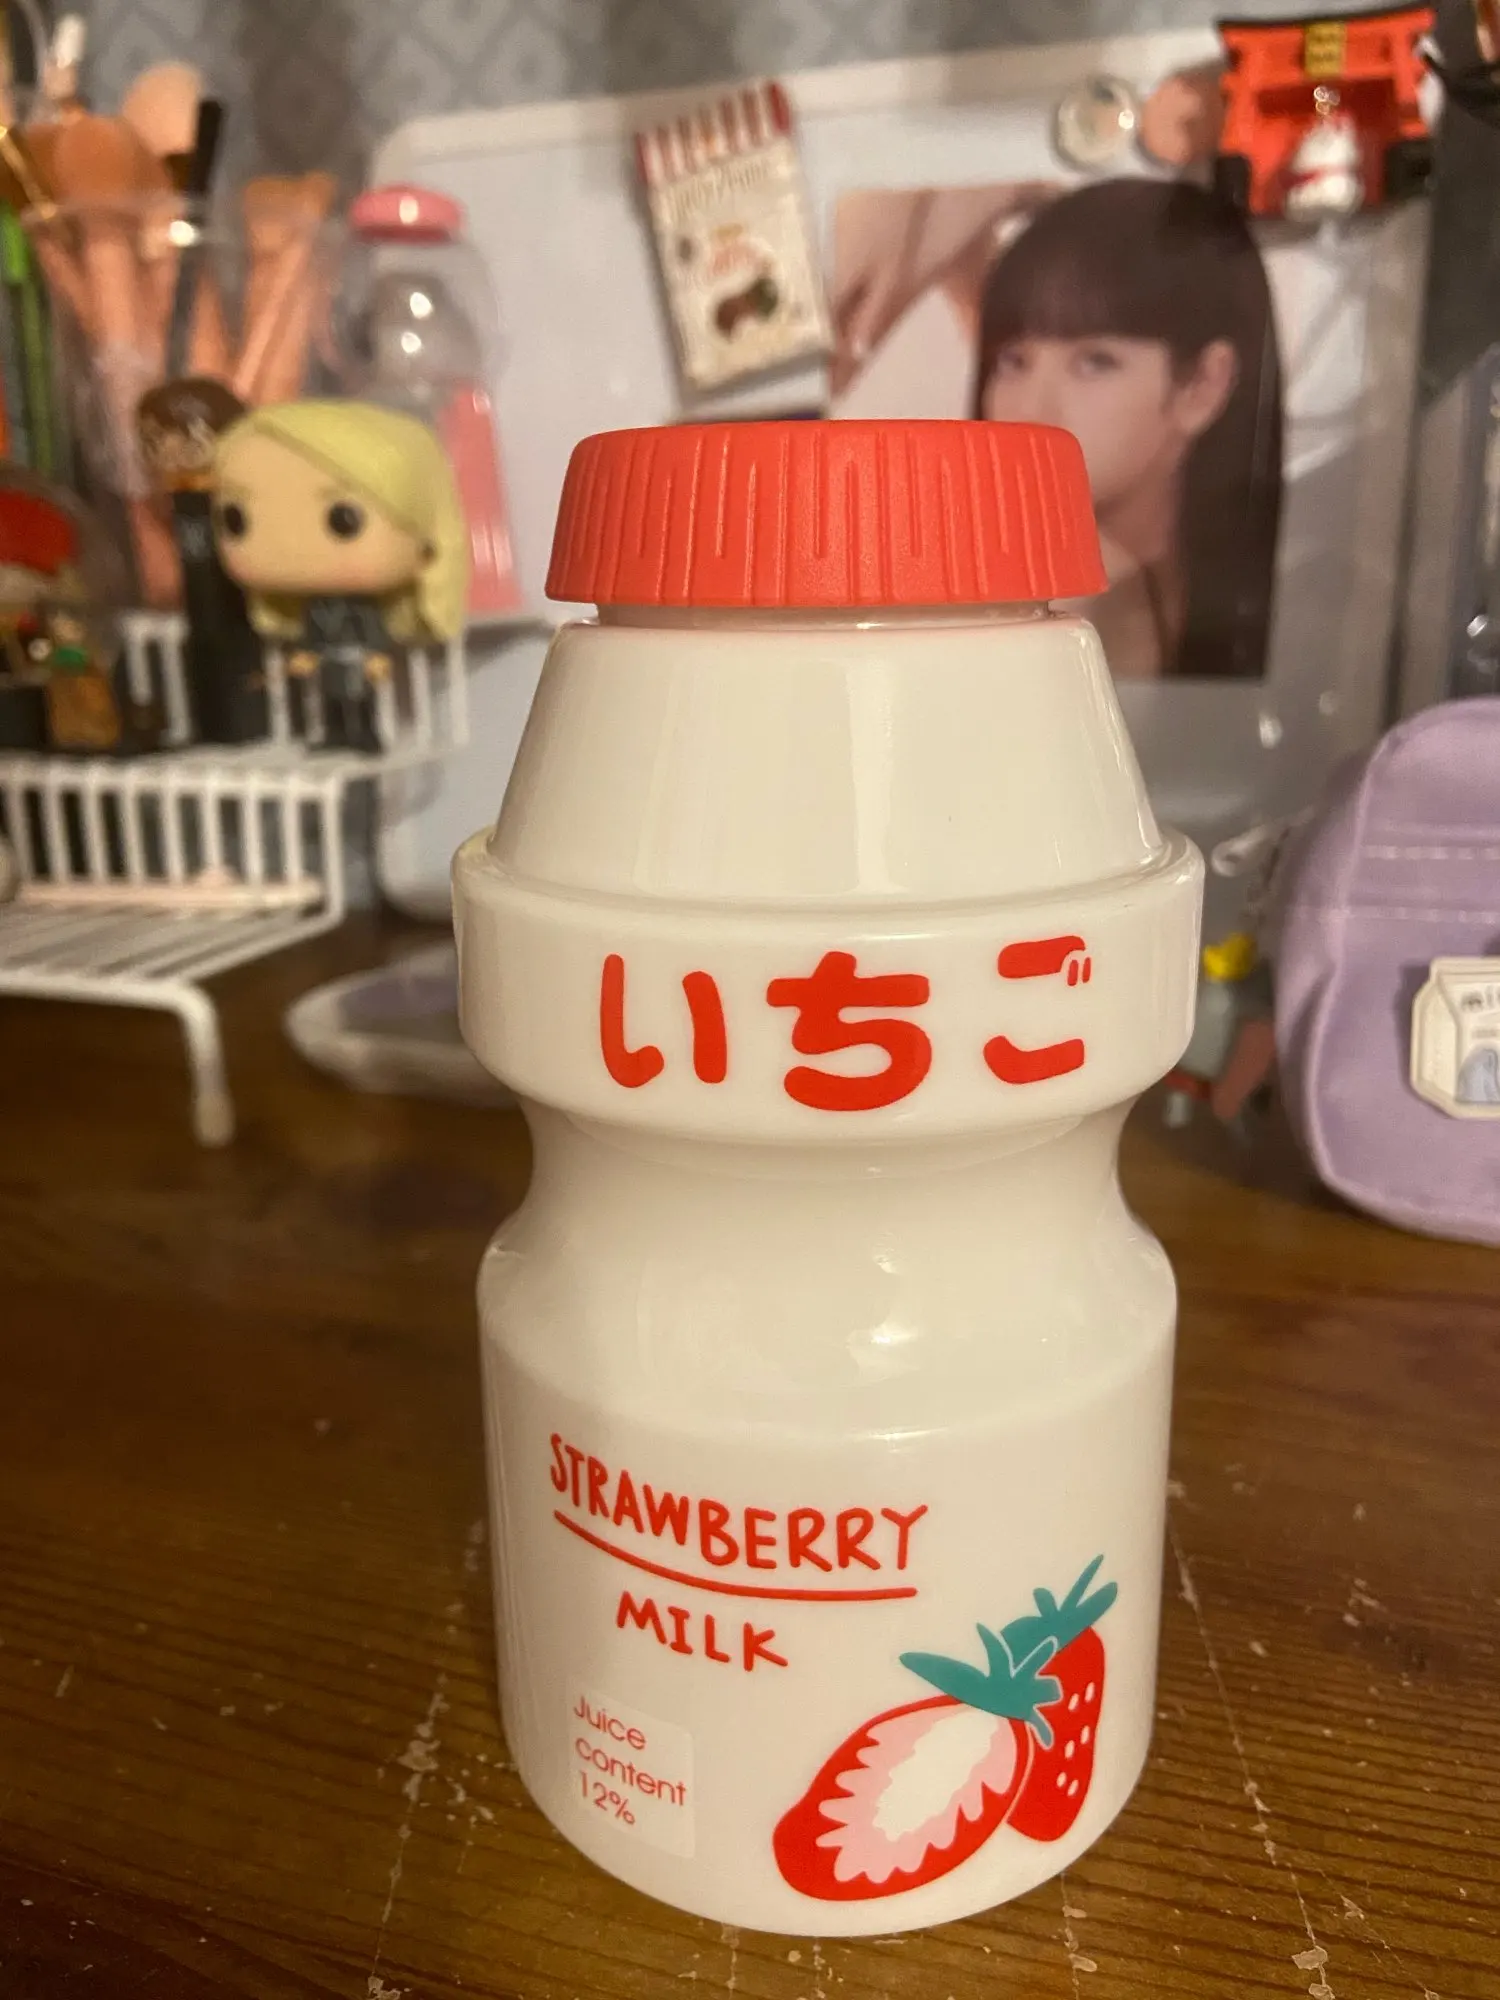 いちご
STRAWBERRY
MILK
Juice
content
12%